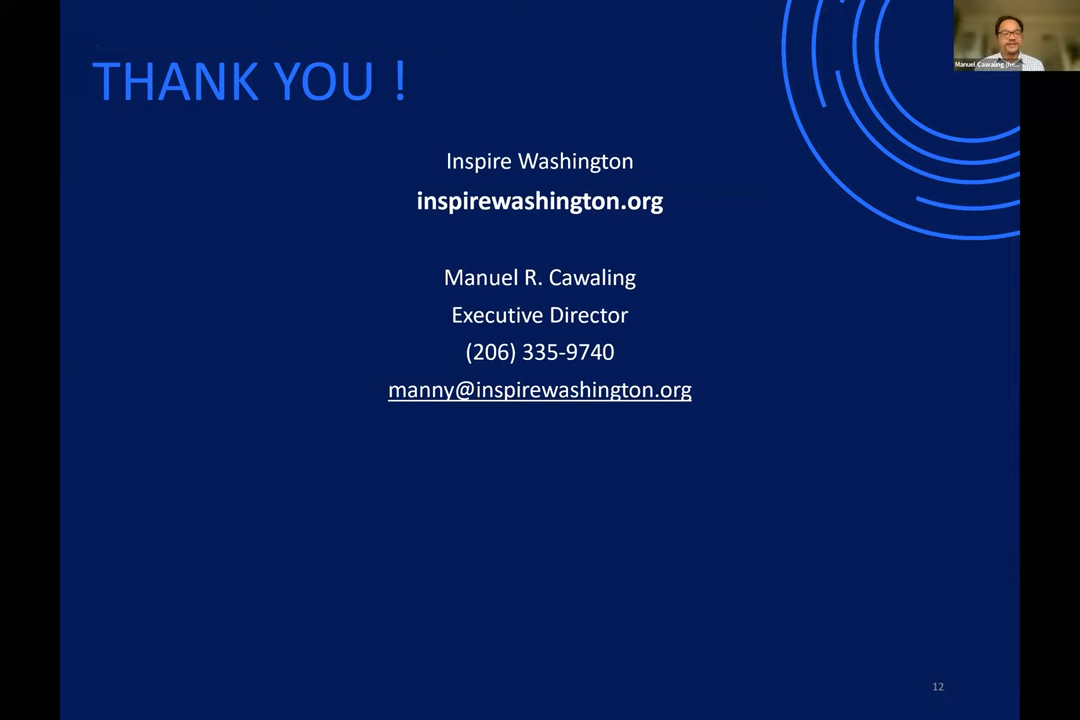 THANK YOU !
Manuel Cawaling (he...
Inspire Washington
inspirewashington.org
Manuel R. Cawaling
Executive Director
(206) 335-9740
manny@inspirewashington.org
12